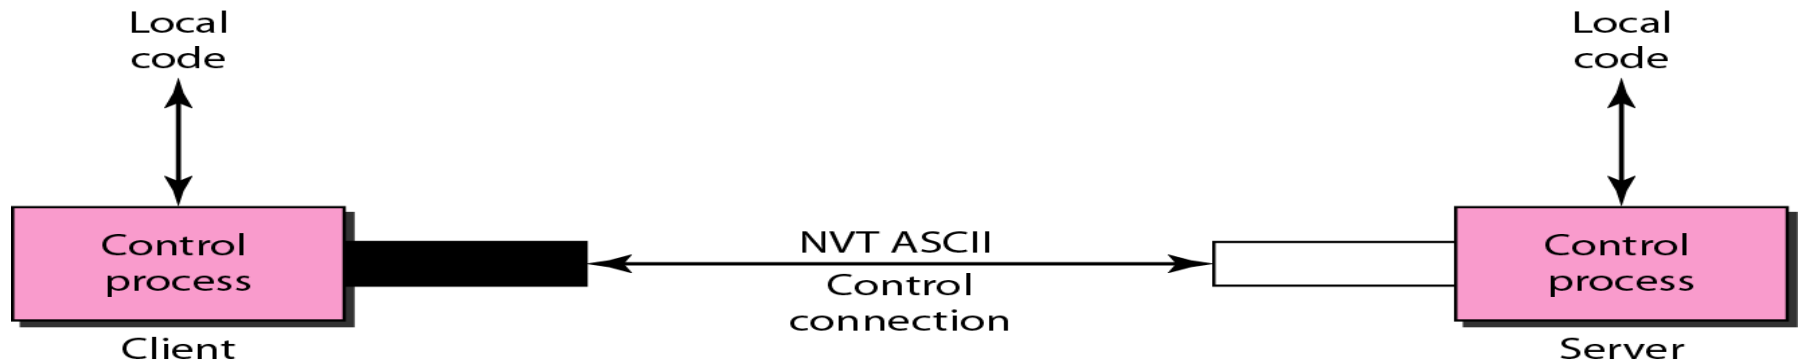 Local
code
Local
code
Control
process
NVT ASCII
Control
connection
Control
process
Client
Server